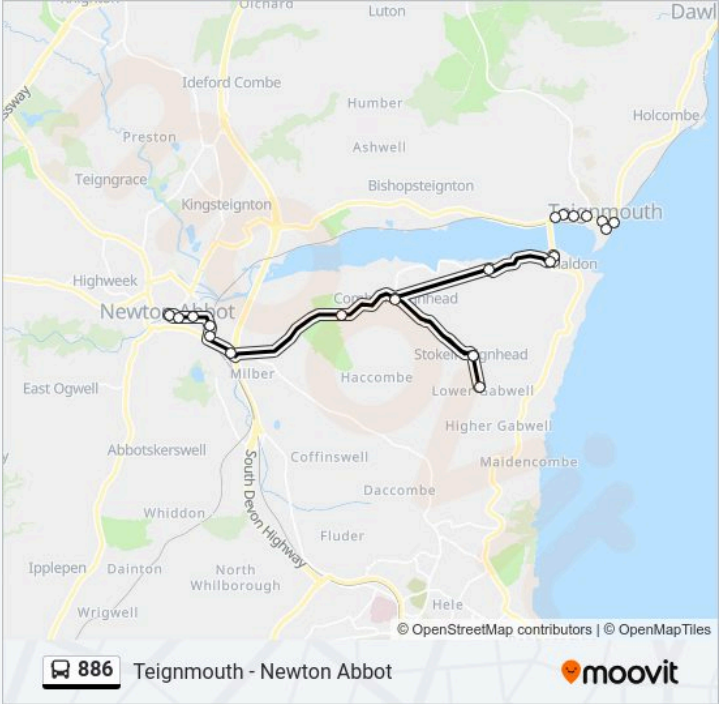 Orchard
Luton
Dawl
Ideford Combe
Humber
Holcombe
Preston
Ashwell
Teigngrace
Bishopsteignton
Kingsteignton
Teignmouth
Highweek
Newton Abbot
Stokeinteignhead
Milber
Haccombe
East Ogwell
Lower Gabwell
Higher Gabwell
Abbotskerswell
Coffinswell
Maidencombe
Daccombe
South Devon Highway
Whiddon
Fluder
Ipplepen
Dainton
North
Whilborough
Hele
Wrigwell
© OpenStreetMap contributors | © OpenMapTiles
886
Teignmouth - Newton Abbot
moovit